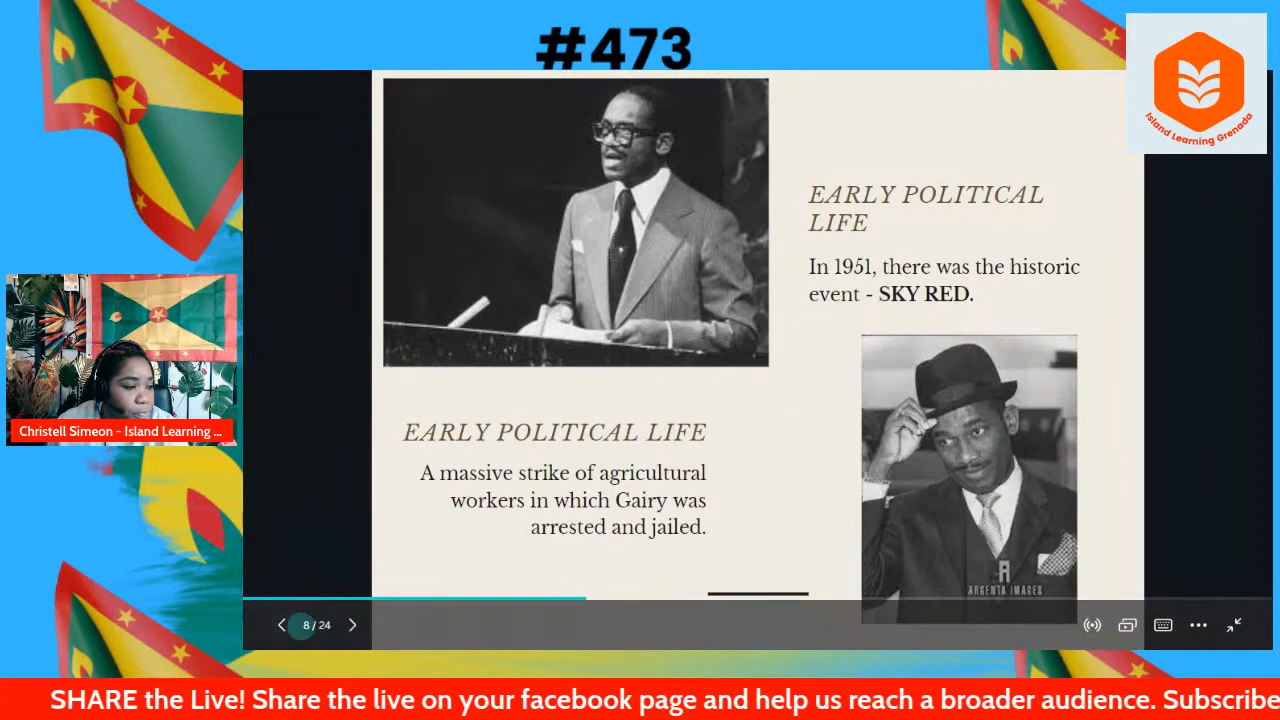 #473
Island Learning Grenada
EARLY POLITICAL
LIFE
In 1951, there was the historic
event - SKY RED.
EARLY POLITICAL LIFE
A massive strike of agricultural
workers in which Gairy was
arrested and jailed.
ARGENTA IMAGES
Christell Simeon - Island Learning ...
8 / 24
SHARE the Live! Share the live on your facebook page and help us reach a broader audience. Subscribe